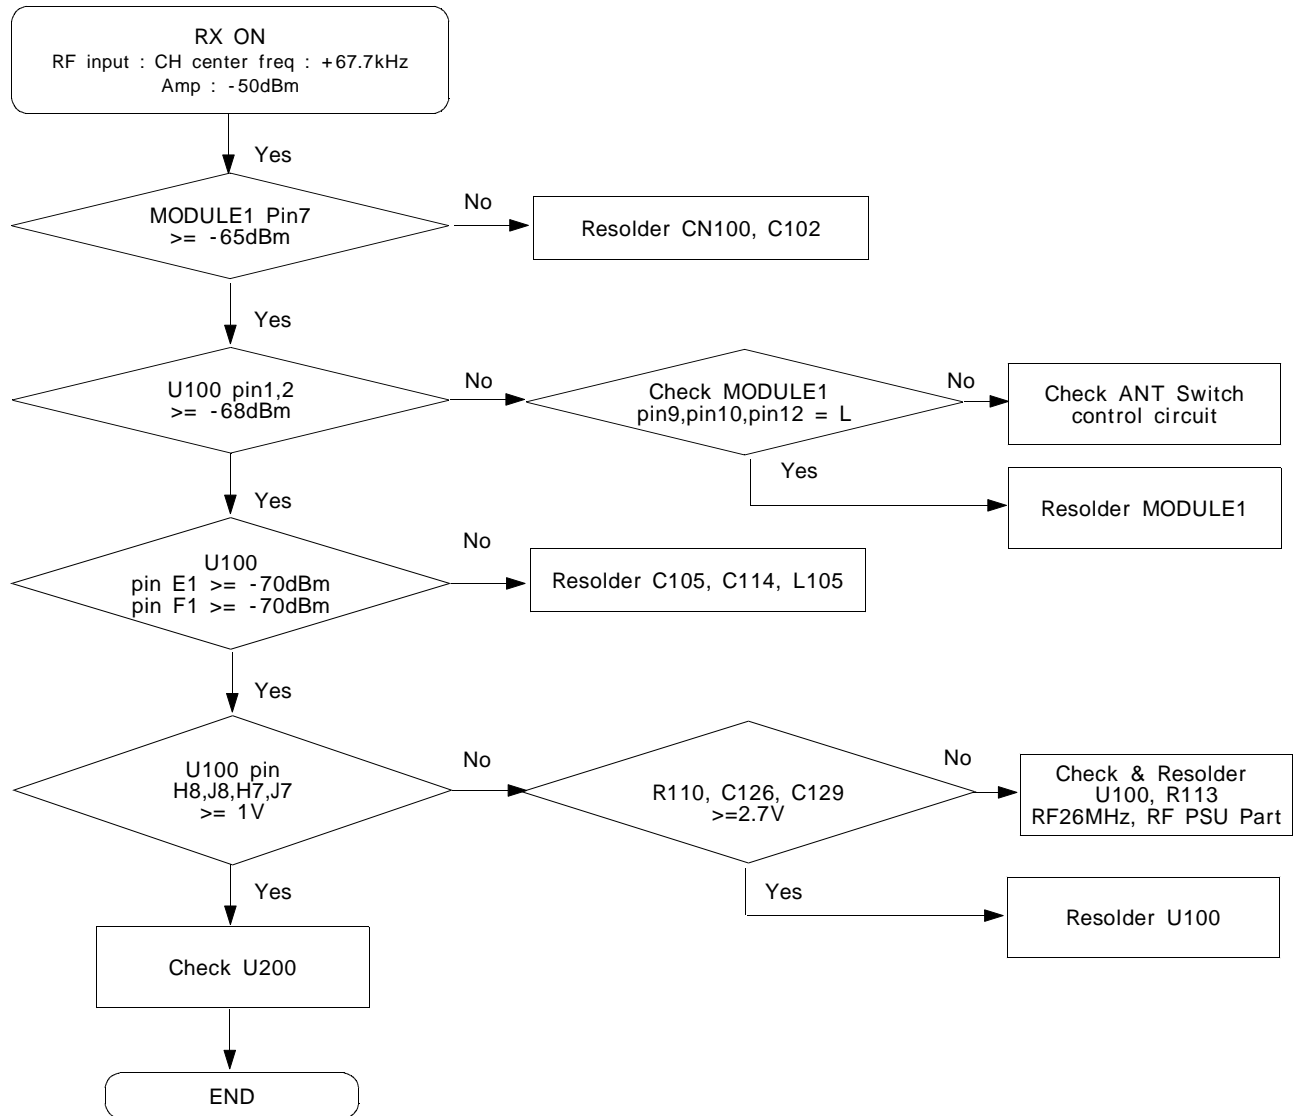 RX ON
RF input : CH center freq : +67.7kHz
Amp : -50dBm
Yes
MODULE1 Pin7
>= -65dBm
No
Resolder CN100, C102
Yes
U100 pin1,2
>= -68dBm
No
Check MODULE1
pin9,pin10,pin12 = L
No
Check ANT Switch
control circuit
Yes
Resolder MODULE1
Yes
U100
pin E1 >= -70dBm
pin F1 >= -70dBm
No
Resolder C105, C114, L105
Yes
U100 pin
H8,J8,H7,J7
>= 1V
No
R110, C126, C129
>=2.7V
No
Check & Resolder
U100, R113
RF26MHz, RF PSU Part
Yes
Resolder U100
Yes
Check U200
END